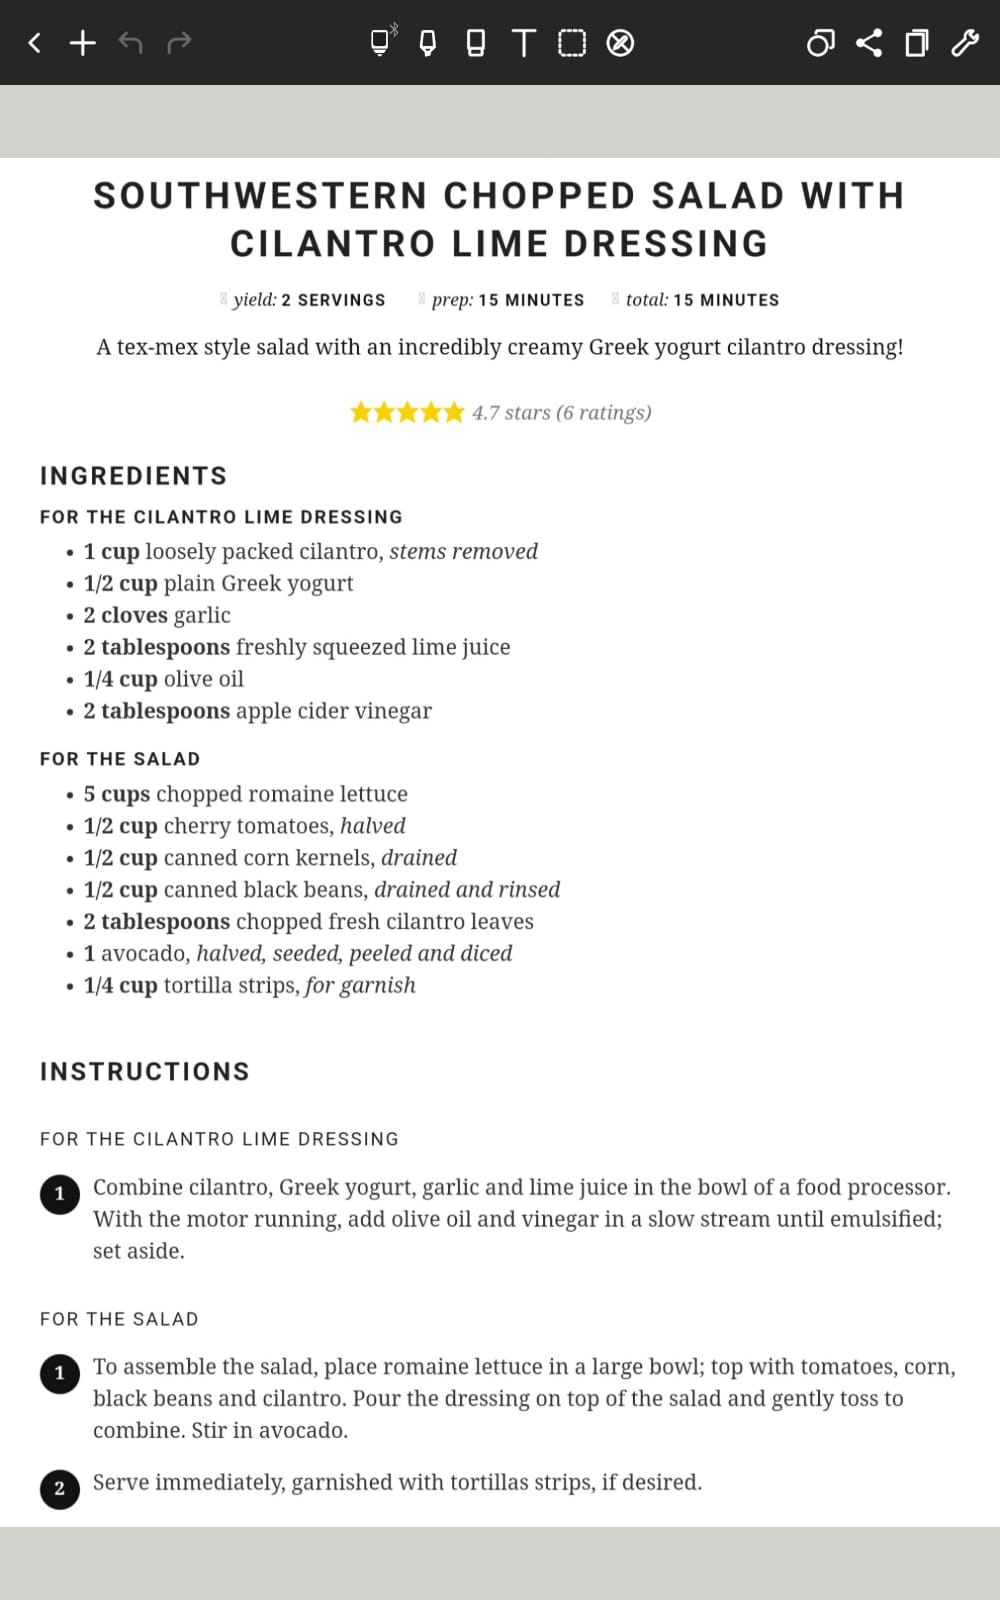 SOUTHWESTERN CHOPPED SALAD WITH
CILANTRO LIME DRESSING
yield: 2 SERVINGS prep: 15 MINUTES total: 15 MINUTES
A tex-mex style salad with an incredibly creamy Greek yogurt cilantro dressing!
4.7 stars (6 ratings)
INGREDIENTS
FOR THE CILANTRO LIME DRESSING
• 1 cup loosely packed cilantro, stems removed
• 1/2 cup plain Greek yogurt
• 2 cloves garlic
• 2 tablespoons freshly squeezed lime juice
• 1/4 cup olive oil
• 2 tablespoons apple cider vinegar
FOR THE SALAD
• 5 cups chopped romaine lettuce
• 1/2 cup cherry tomatoes, halved
• 1/2 cup canned corn kernels, drained
• 1/2 cup canned black beans, drained and rinsed
• 2 tablespoons chopped fresh cilantro leaves
• 1 avocado, halved, seeded, peeled and diced
• 1/4 cup tortilla strips, for garnish
INSTRUCTIONS
FOR THE CILANTRO LIME DRESSING
1 Combine cilantro, Greek yogurt, garlic and lime juice in the bowl of a food processor.
With the motor running, add olive oil and vinegar in a slow stream until emulsified;
set aside.
FOR THE SALAD
1 To assemble the salad, place romaine lettuce in a large bowl; top with tomatoes, corn,
black beans and cilantro. Pour the dressing on top of the salad and gently toss to
combine. Stir in avocado.
2 Serve immediately, garnished with tortillas strips, if desired.